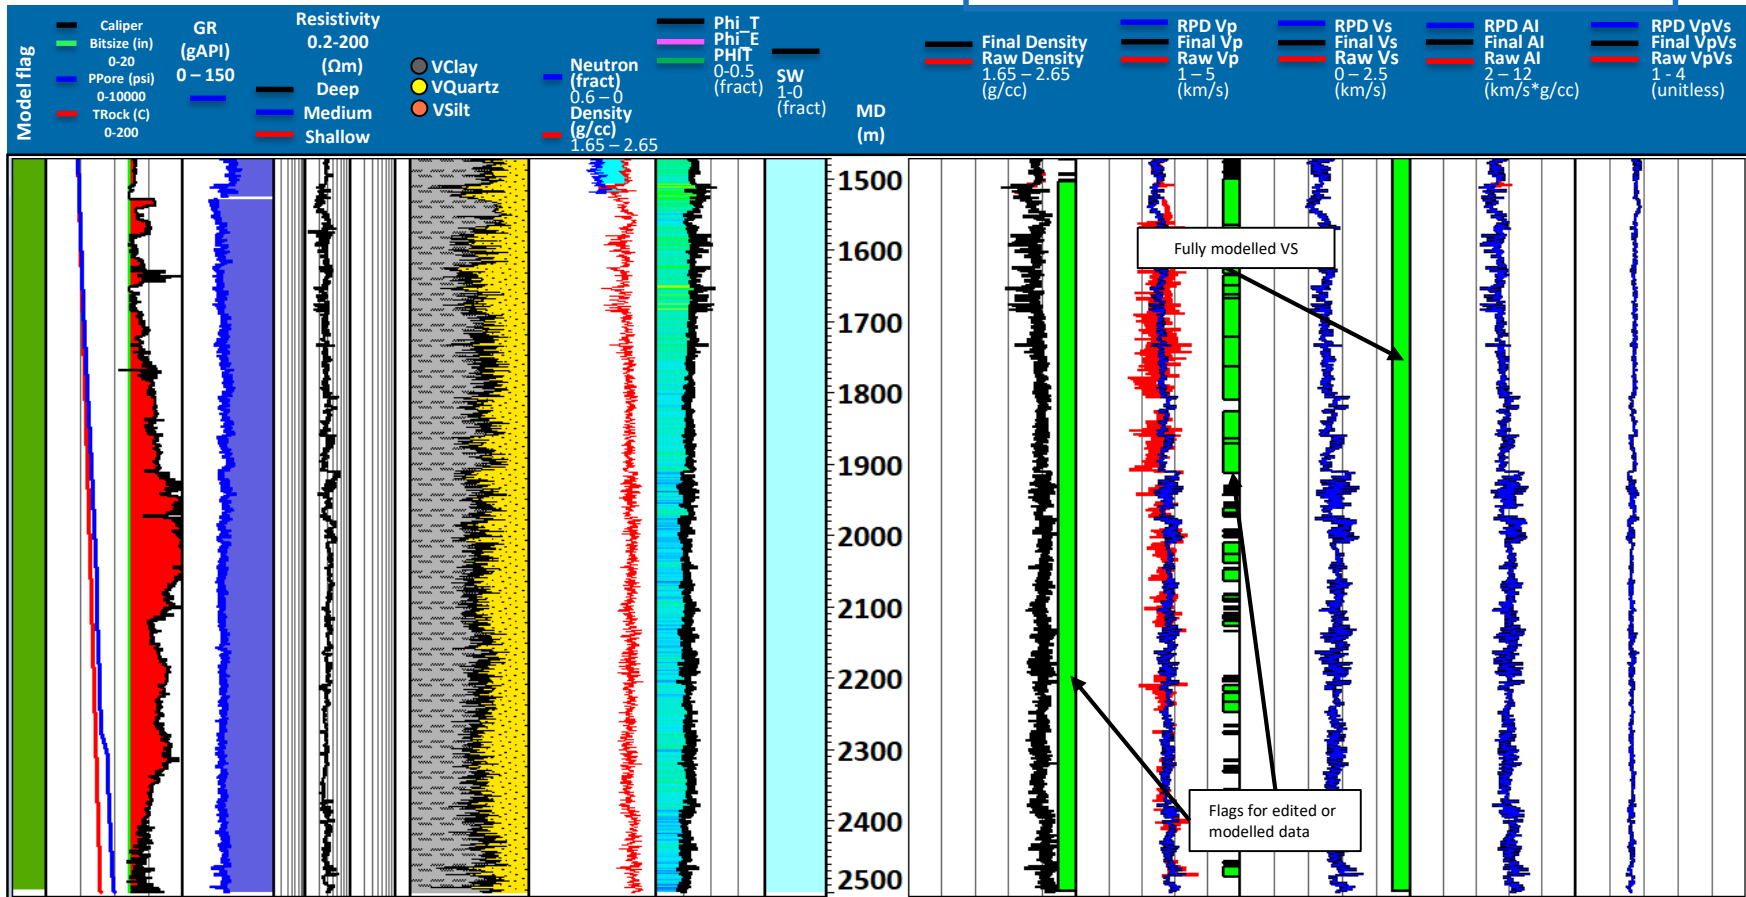 Model flag
Caliper
Bitsize (in)
0-20
PPore (psi)
0-10000
TRock (C)
0-200
GR
(gAPI)
0 – 150
Resistivity
0.2-200
(Ωm)
Deep
Medium
Shallow
VClay
VQuartz
VSilt
Neutron
(fract)
0.6 – 0
Density
(g/cc)
1.65 – 2.65
Phi_T
Phi_E
PHIT
0-0.5
(fract)
SW
1-0
(fract)
MD
(m)
Final Density
Raw Density
1.65 – 2.65
(g/cc)
RPD Vp
Final Vp
Raw Vp
1 – 5
(km/s)
RPD Vs
Final Vs
Raw Vs
0 – 2.5
(km/s)
RPD AI
Final AI
Raw AI
2 – 12
(km/s*g/cc)
RPD VpVs
Final VpVs
Raw VpVs
1 - 4
(unitless)
1500
1600
1700
1800
1900
2000
2100
2200
2300
2400
2500
Fully modelled VS
Flags for edited or
modelled data